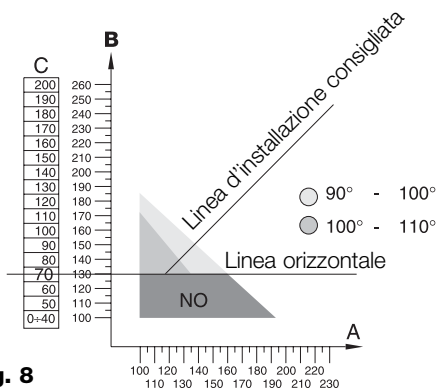 B
C
200 260
190 250
180 240
170 230
160 220
150 210
140 200
130 190
120 180
110 170
100 160
90 150
80 140
70 130
60 120
50 110
0÷40 100
Linea d'installazione consigliata
90° - 100°
100° - 110°
Linea orizzontale
NO
A
100 120 140 160 180 200 220
110 130 150 170 190 210 230
g. 8